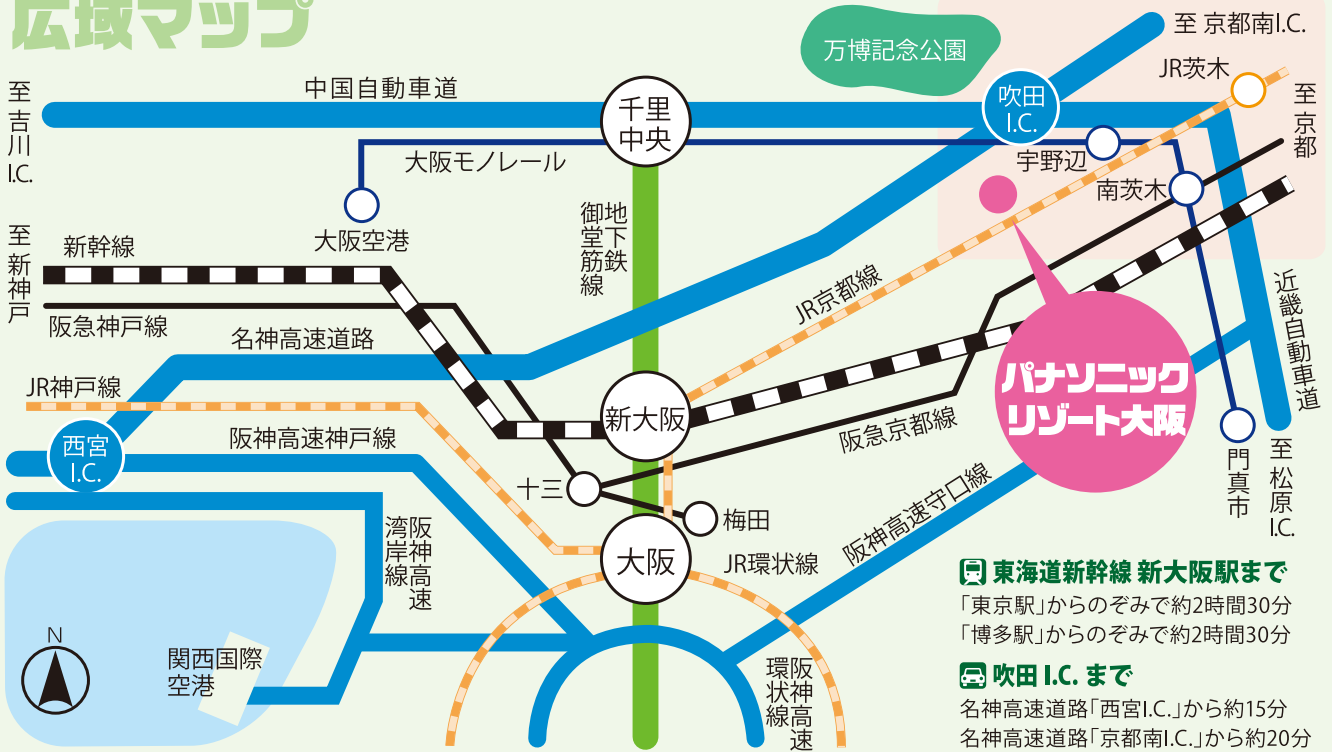 広域マップ
至 京都南I.C.
万博記念公園
JR茨木
中国自動車道
至吉川I.C.
千里
中央
吹田
I.C.
至京都
大阪モノレール
宇野辺
南茨木
地下鉄
御堂筋線
大阪空港
至新神戸
新幹線
JR京都線
近畿自動車道
阪急神戸線
名神高速道路
JR神戸線
パナソニック
リゾート大阪
新大阪
阪急京都線
阪神高速神戸線
西宮
I.C.
門真市
至松原I.C.
十三
梅田
阪神高速守口線
阪神高速
湾岸線
大阪
JR環状線
東海道新幹線 新大阪駅まで
「東京駅」からのぞみで約2時間30分
「博多駅」からのぞみで約2時間30分
N
関西国際
空港
阪神高速
環状線
吹田 I.C. まで
名神高速道路「西宮I.C.」から約15分
名神高速道路「京都南I.C.」から約20分